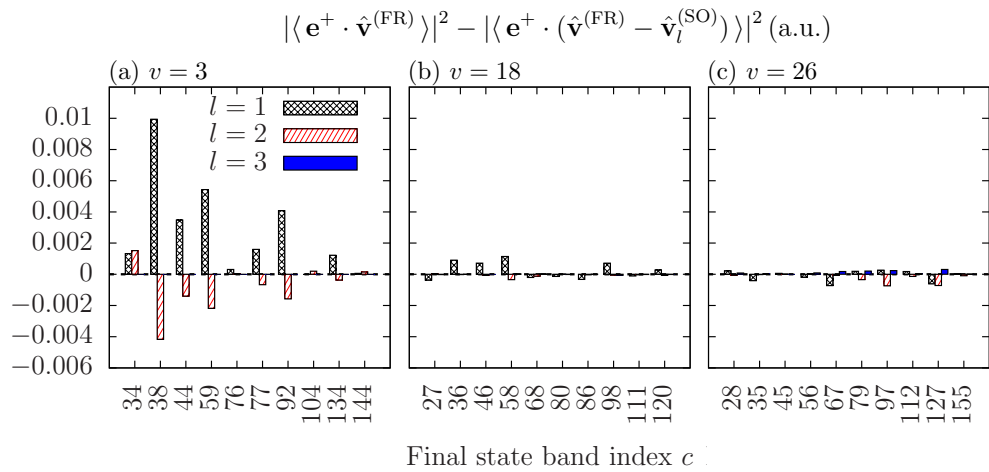 |⟨ e⁺ · v̂^(FR) ⟩|² − |⟨ e⁺ · (v̂^(FR) − v̂_l^(SO)) ⟩|² (a.u.)
(a) v = 3
(b) v = 18
(c) v = 26
l = 1
l = 2
l = 3
0.01
0.008
0.006
0.004
0.002
0
−0.002
−0.004
−0.006
34 38 44 59 76 77 92 104 134 144
27 36 46 58 68 80 86 98 111 120
28 35 45 56 67 79 97 112 127 155
Final state band index c